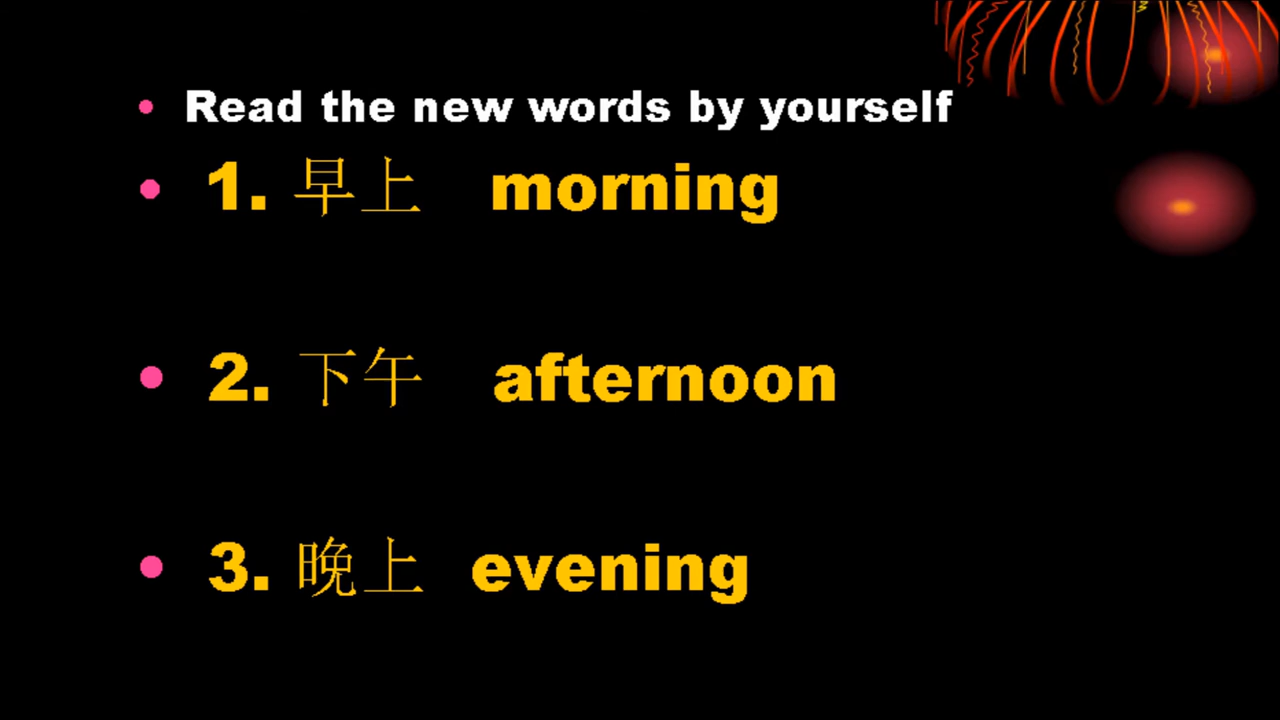 Read the new words by yourself
1. 早上 morning
2. 下午 afternoon
3. 晚上 evening